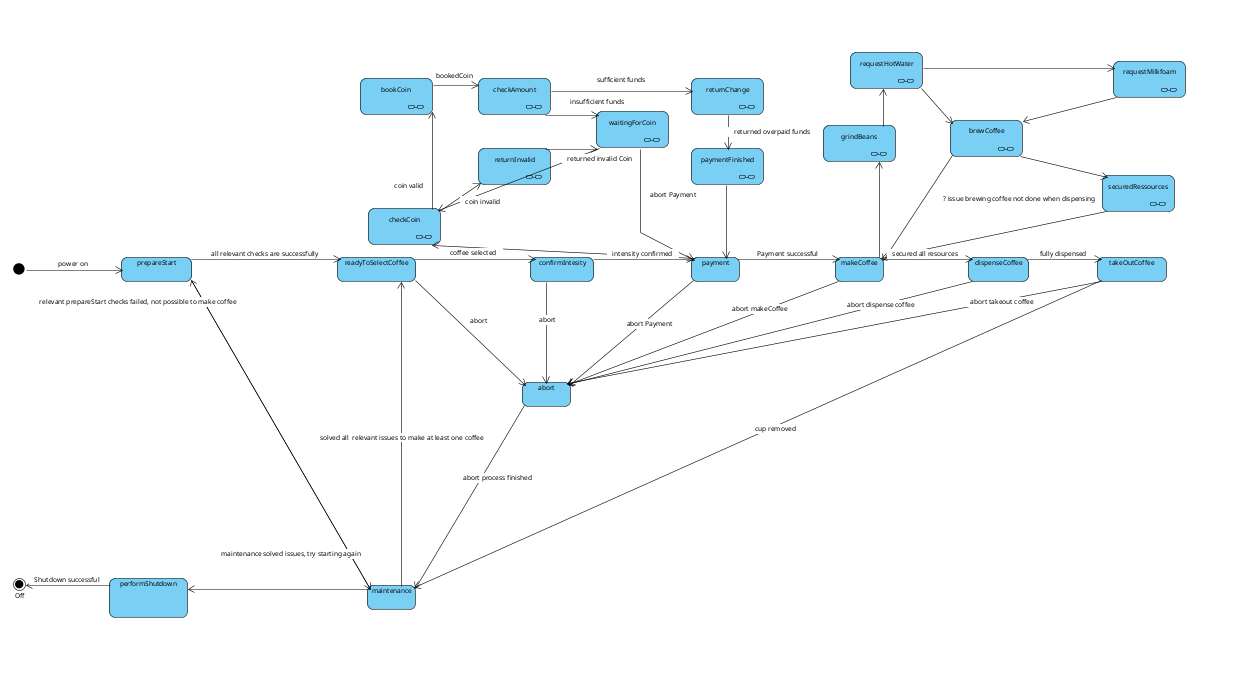 requestHotWater
requestMilkfoam
bookedCoin
sufficient funds
bookCoin
checkAmount
returnChange
insufficient funds
waitingForCoin
brewCoffee
grindBeans
returned overpaid funds
returnInvalid
returned invalid Coin
paymentFinished
coin valid
abort Payment
securedRessources
coin invalid
? issue brewing coffee not done when dispensing
checkCoin
power on
prepareStart
all relevant checks are successfully
readyToSelectCoffee
coffee selected
confirmIntesity
intensity confirmed
payment
Payment successful
makeCoffee
secured all resources
dispenseCoffee
fully dispensed
takeOutCoffee
relevant prepareStart checks failed, not possible to make coffee
abort
abort
abort Payment
abort makeCoffee
abort dispense coffee
abort takeout coffee
abort
cup removed
solved all relevant issues to make at least one coffee
abort process finished
maintenance solved issues, try starting again
Shutdown successful
performShutdown
maintenance
Off